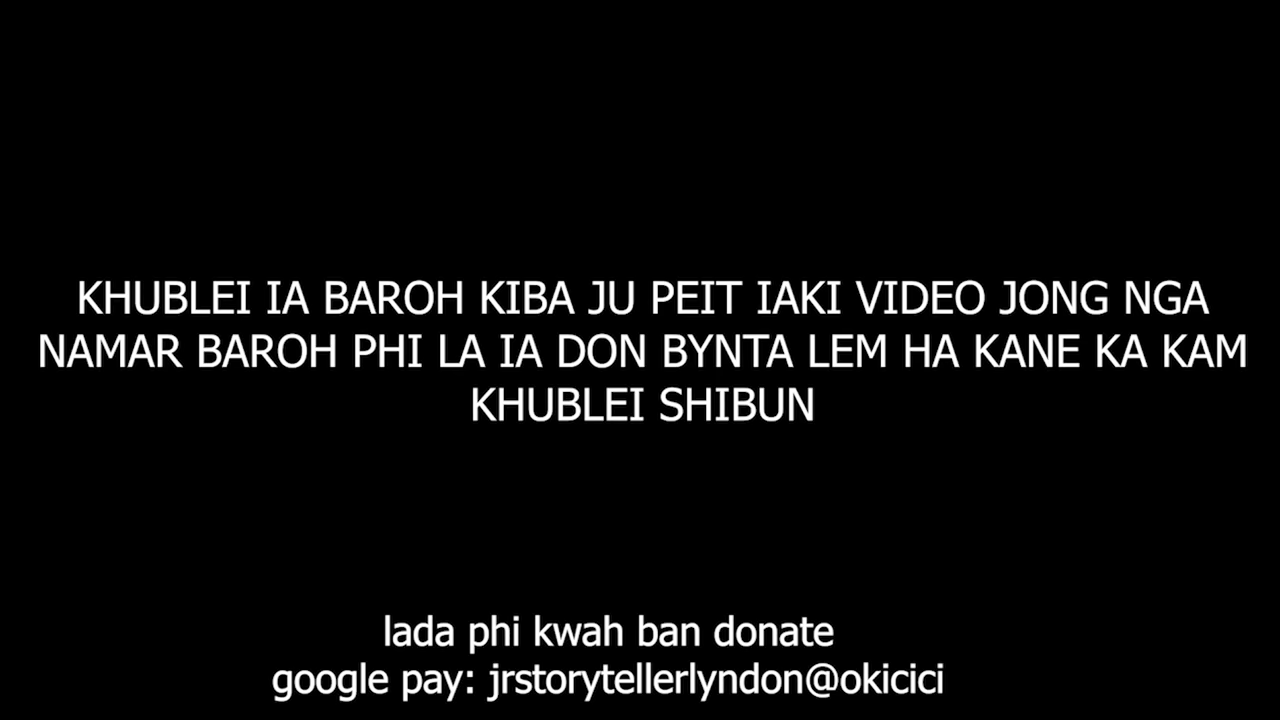 KHUBLEI IA BAROH KIBA JU PEIT IAKI VIDEO JONG NGA
NAMAR BAROH PHI LA IA DON BYNTA LEM HA KANE KA KAM
KHUBLEI SHIBUN
lada phi kwah ban donate
google pay: jrstorytellerlyndon@okicici